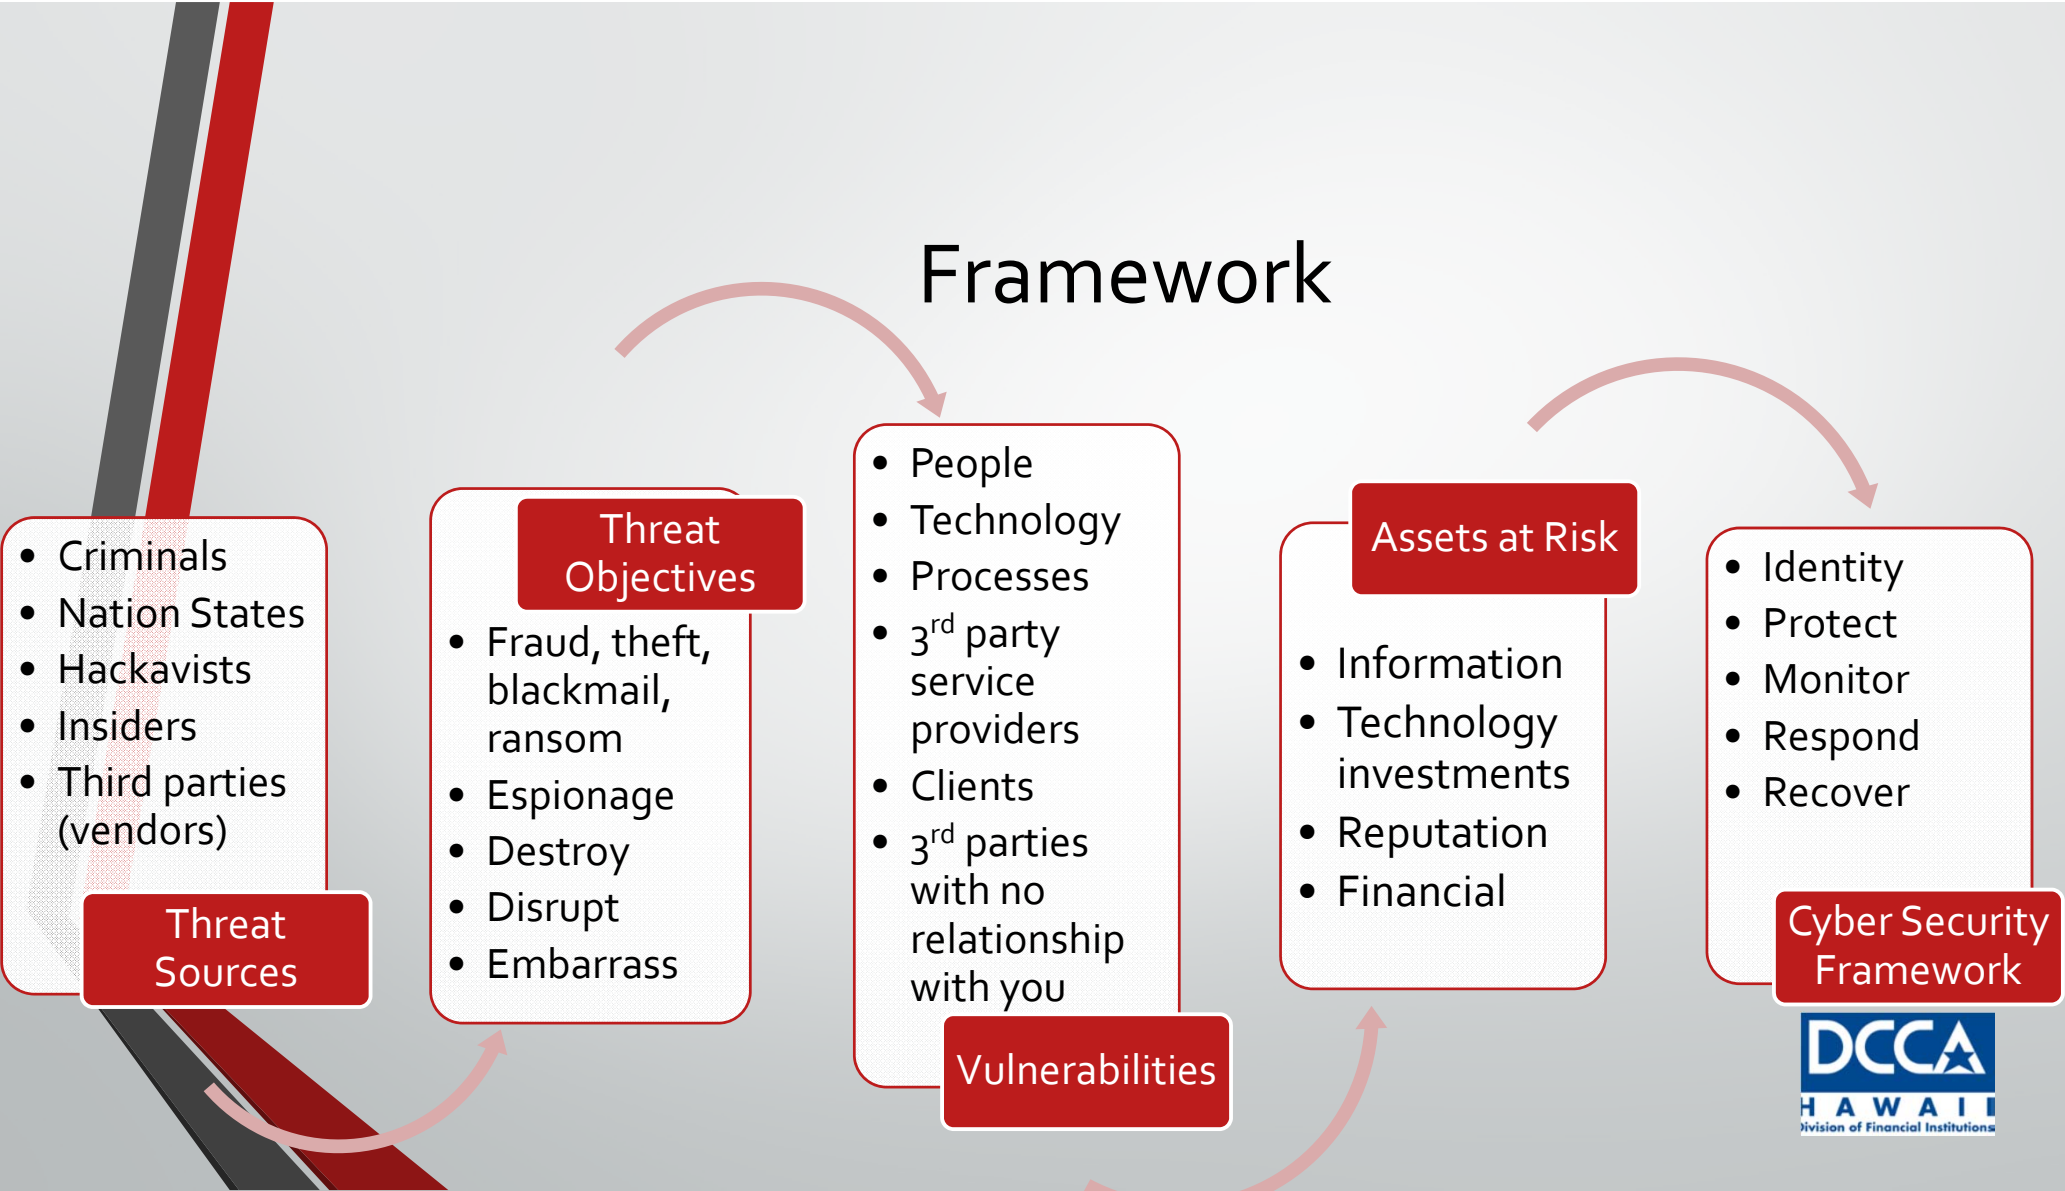 Framework
• Criminals
• Nation States
• Hackavists
• Insiders
• Third parties
(vendors)
Threat
Sources
Threat
Objectives
• Fraud, theft,
blackmail,
ransom
• Espionage
• Destroy
• Disrupt
• Embarrass
• People
• Technology
• Processes
• 3rd party
service
providers
• Clients
• 3rd parties
with no
relationship
with you
Vulnerabilities
Assets at Risk
• Information
• Technology
investments
• Reputation
• Financial
• Identity
• Protect
• Monitor
• Respond
• Recover
Cyber Security
Framework
DCCA
HAWAII
Division of Financial Institutions